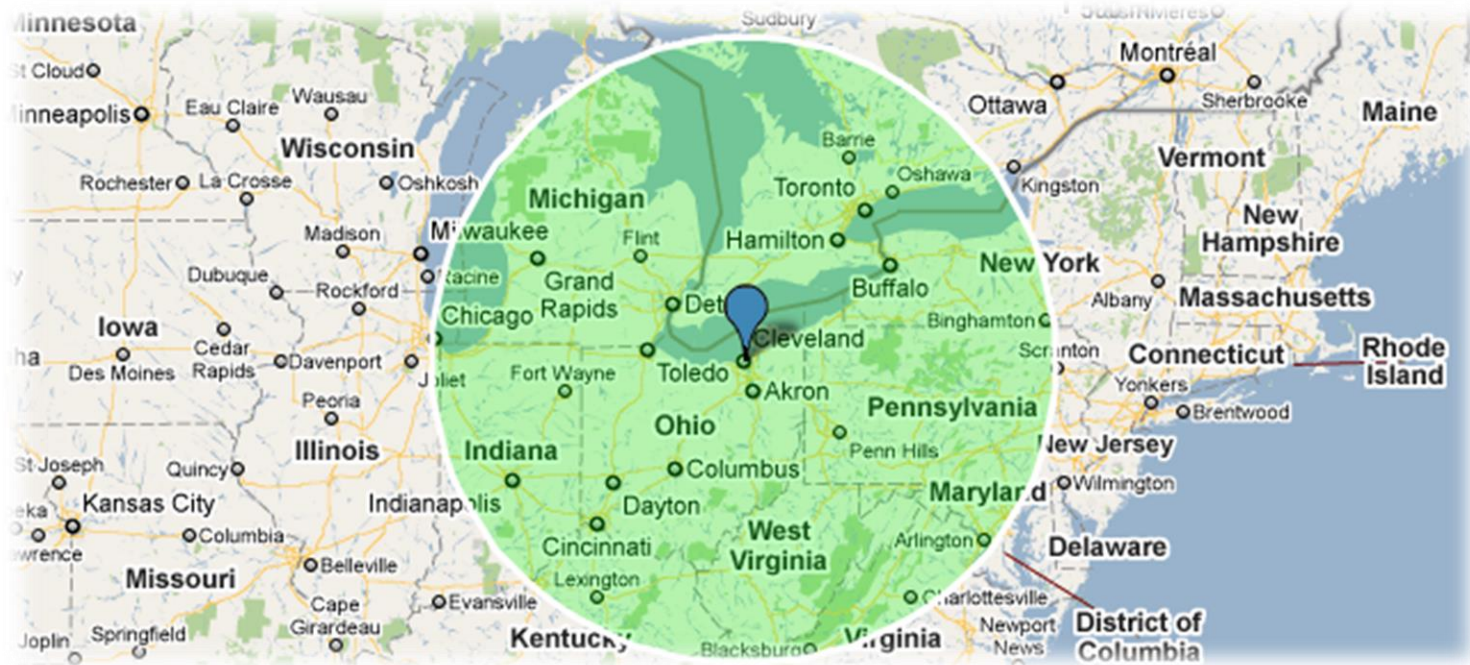 Sudbury
Minnesota
Montréal
St Cloud
Ottawa
Sherbrooke
Maine
Wausau
Eau Claire
Minneapolis
Wisconsin
Barrie
Vermont
Rochester
La Crosse
Oshkosh
Michigan
Toronto
Oshawa
Kingston
Madison
Milwaukee
Flint
Hamilton
New
Hampshire
Dubuque
Racine
Grand
Rapids
New York
Rockford
Buffalo
Albany
Massachusetts
Iowa
Chicago
Det
Binghamton
Cleveland
Cedar
Rapids
Davenport
Des Moines
Scranton
Connecticut
Rhode
Island
Joliet
Fort Wayne
Toledo
Yonkers
Akron
Peoria
Brentwood
Pennsylvania
Ohio
Illinois
Indiana
Penn Hills
New Jersey
St Joseph
Quincy
Columbus
Wilmington
Kansas City
Indianapolis
Dayton
Maryland
Columbia
Cincinnati
West
Virginia
Arlington
Delaware
Belleville
Missouri
Lexington
Evansville
Charlottesville
Cape
Girardeau
Newport
News
District of
Columbia
Joplin
Springfield
Kentucky
Blacksburg
Virginia